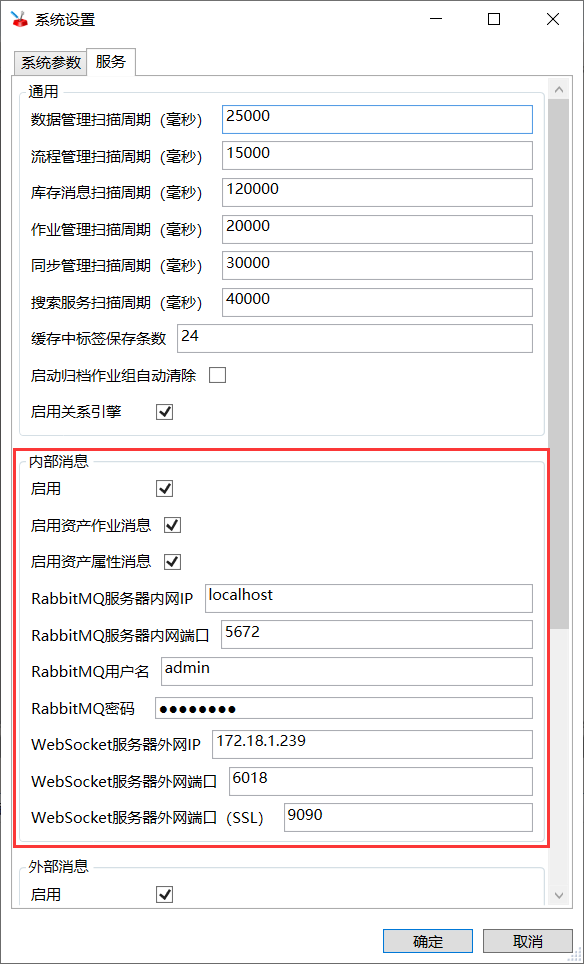 系统设置
系统参数 服务
通用
数据管理扫描周期（毫秒） 25000
流程管理扫描周期（毫秒） 15000
库存消息扫描周期（毫秒） 120000
作业管理扫描周期（毫秒） 20000
同步管理扫描周期（毫秒） 30000
搜索服务扫描周期（毫秒） 40000
缓存中标签保存条数 24
启动归档作业组自动清除
启用关系引擎
内部消息
启用
启用资产作业消息
启用资产属性消息
RabbitMQ服务器内网IP localhost
RabbitMQ服务器内网端口 5672
RabbitMQ用户名 admin
RabbitMQ密码 ●●●●●●●●
WebSocket服务器外网IP 172.18.1.239
WebSocket服务器外网端口 6018
WebSocket服务器外网端口（SSL） 9090
外部消息
启用
确定 取消